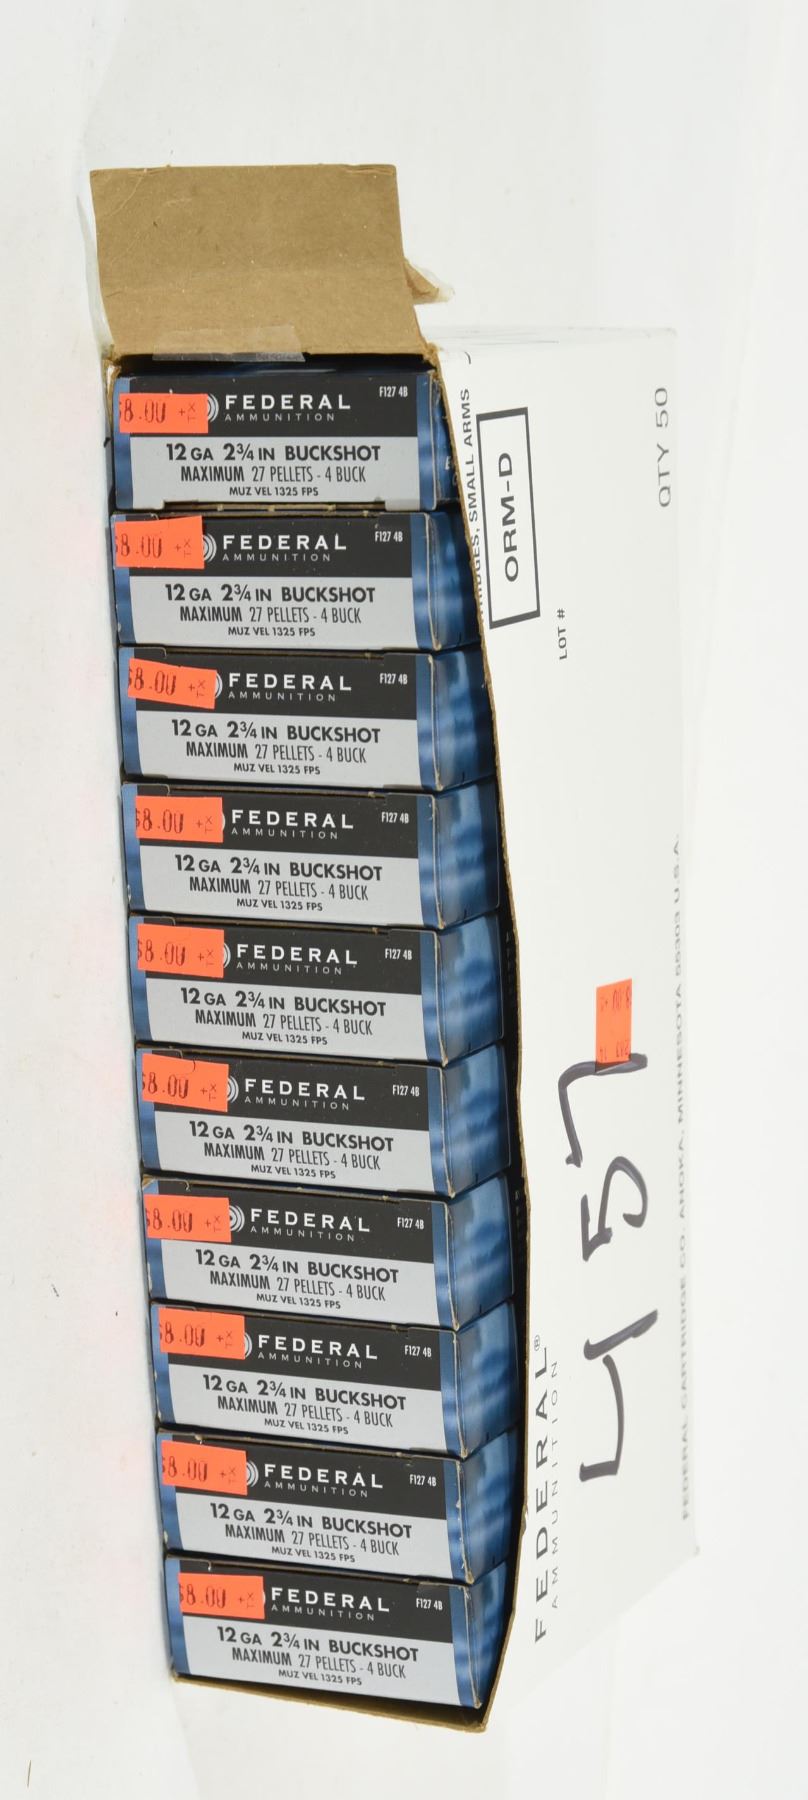 $8.00 +TX
FEDERAL
AMMUNITION
F127 4B
12 GA 2¾ IN BUCKSHOT
MAXIMUM 27 PELLETS - 4 BUCK
MUZ VEL 1325 FPS
$8.00 +TX
FEDERAL
AMMUNITION
F127 4B
12 GA 2¾ IN BUCKSHOT
MAXIMUM 27 PELLETS - 4 BUCK
MUZ VEL 1325 FPS
$8.00 +TX
FEDERAL
AMMUNITION
F127 4B
12 GA 2¾ IN BUCKSHOT
MAXIMUM 27 PELLETS - 4 BUCK
MUZ VEL 1325 FPS
$8.00 +TX
FEDERAL
AMMUNITION
F127 4B
12 GA 2¾ IN BUCKSHOT
MAXIMUM 27 PELLETS - 4 BUCK
MUZ VEL 1325 FPS
$8.00 +TX
FEDERAL
AMMUNITION
F127 4B
12 GA 2¾ IN BUCKSHOT
MAXIMUM 27 PELLETS - 4 BUCK
MUZ VEL 1325 FPS
$8.00 +TX
FEDERAL
AMMUNITION
F127 4B
12 GA 2¾ IN BUCKSHOT
MAXIMUM 27 PELLETS - 4 BUCK
MUZ VEL 1325 FPS
$8.00 +TX
FEDERAL
AMMUNITION
F127 4B
12 GA 2¾ IN BUCKSHOT
MAXIMUM 27 PELLETS - 4 BUCK
MUZ VEL 1325 FPS
$8.00 +TX
FEDERAL
AMMUNITION
F127 4B
12 GA 2¾ IN BUCKSHOT
MAXIMUM 27 PELLETS - 4 BUCK
MUZ VEL 1325 FPS
$8.00 +TX
FEDERAL
AMMUNITION
F127 4B
12 GA 2¾ IN BUCKSHOT
MAXIMUM 27 PELLETS - 4 BUCK
MUZ VEL 1325 FPS
$8.00 +TX
FEDERAL
AMMUNITION
F127 4B
12 GA 2¾ IN BUCKSHOT
MAXIMUM 27 PELLETS - 4 BUCK
MUZ VEL 1325 FPS
SMALL ARMS
ORM-D
LOT #
QTY 50
FEDERAL®
AMMUNITION
457
FEDERAL CARTRIDGE CO. ANOKA, MINNESOTA 55303 U.S.A.